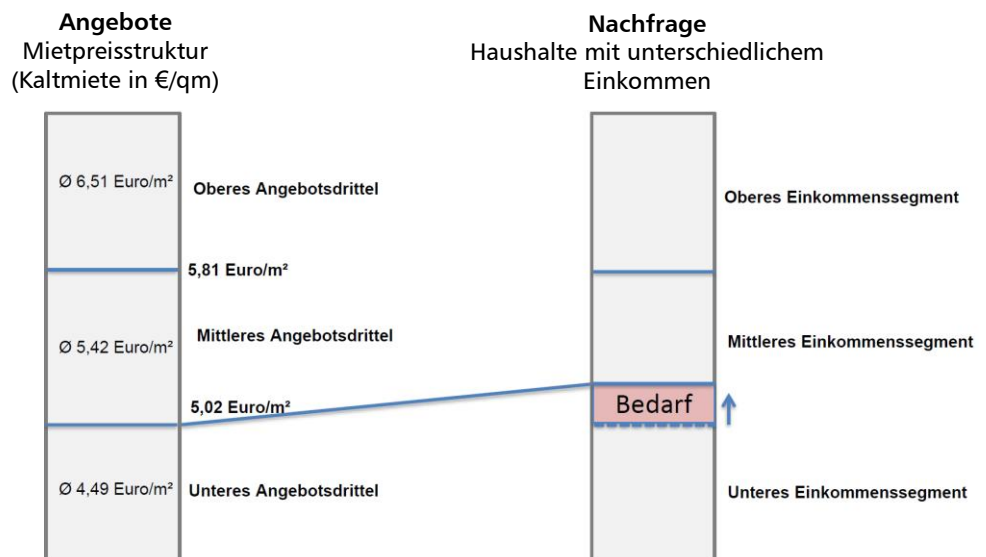 Angebote
Mietpreisstruktur
(Kaltmiete in €/qm)
Nachfrage
Haushalte mit unterschiedlichem
Einkommen
Ø 6,51 Euro/m²
Oberes Angebotsdrittel
Oberes Einkommenssegment
5,81 Euro/m²
Ø 5,42 Euro/m²
Mittleres Angebotsdrittel
Mittleres Einkommenssegment
5,02 Euro/m²
Bedarf
Ø 4,49 Euro/m²
Unteres Angebotsdrittel
Unteres Einkommenssegment